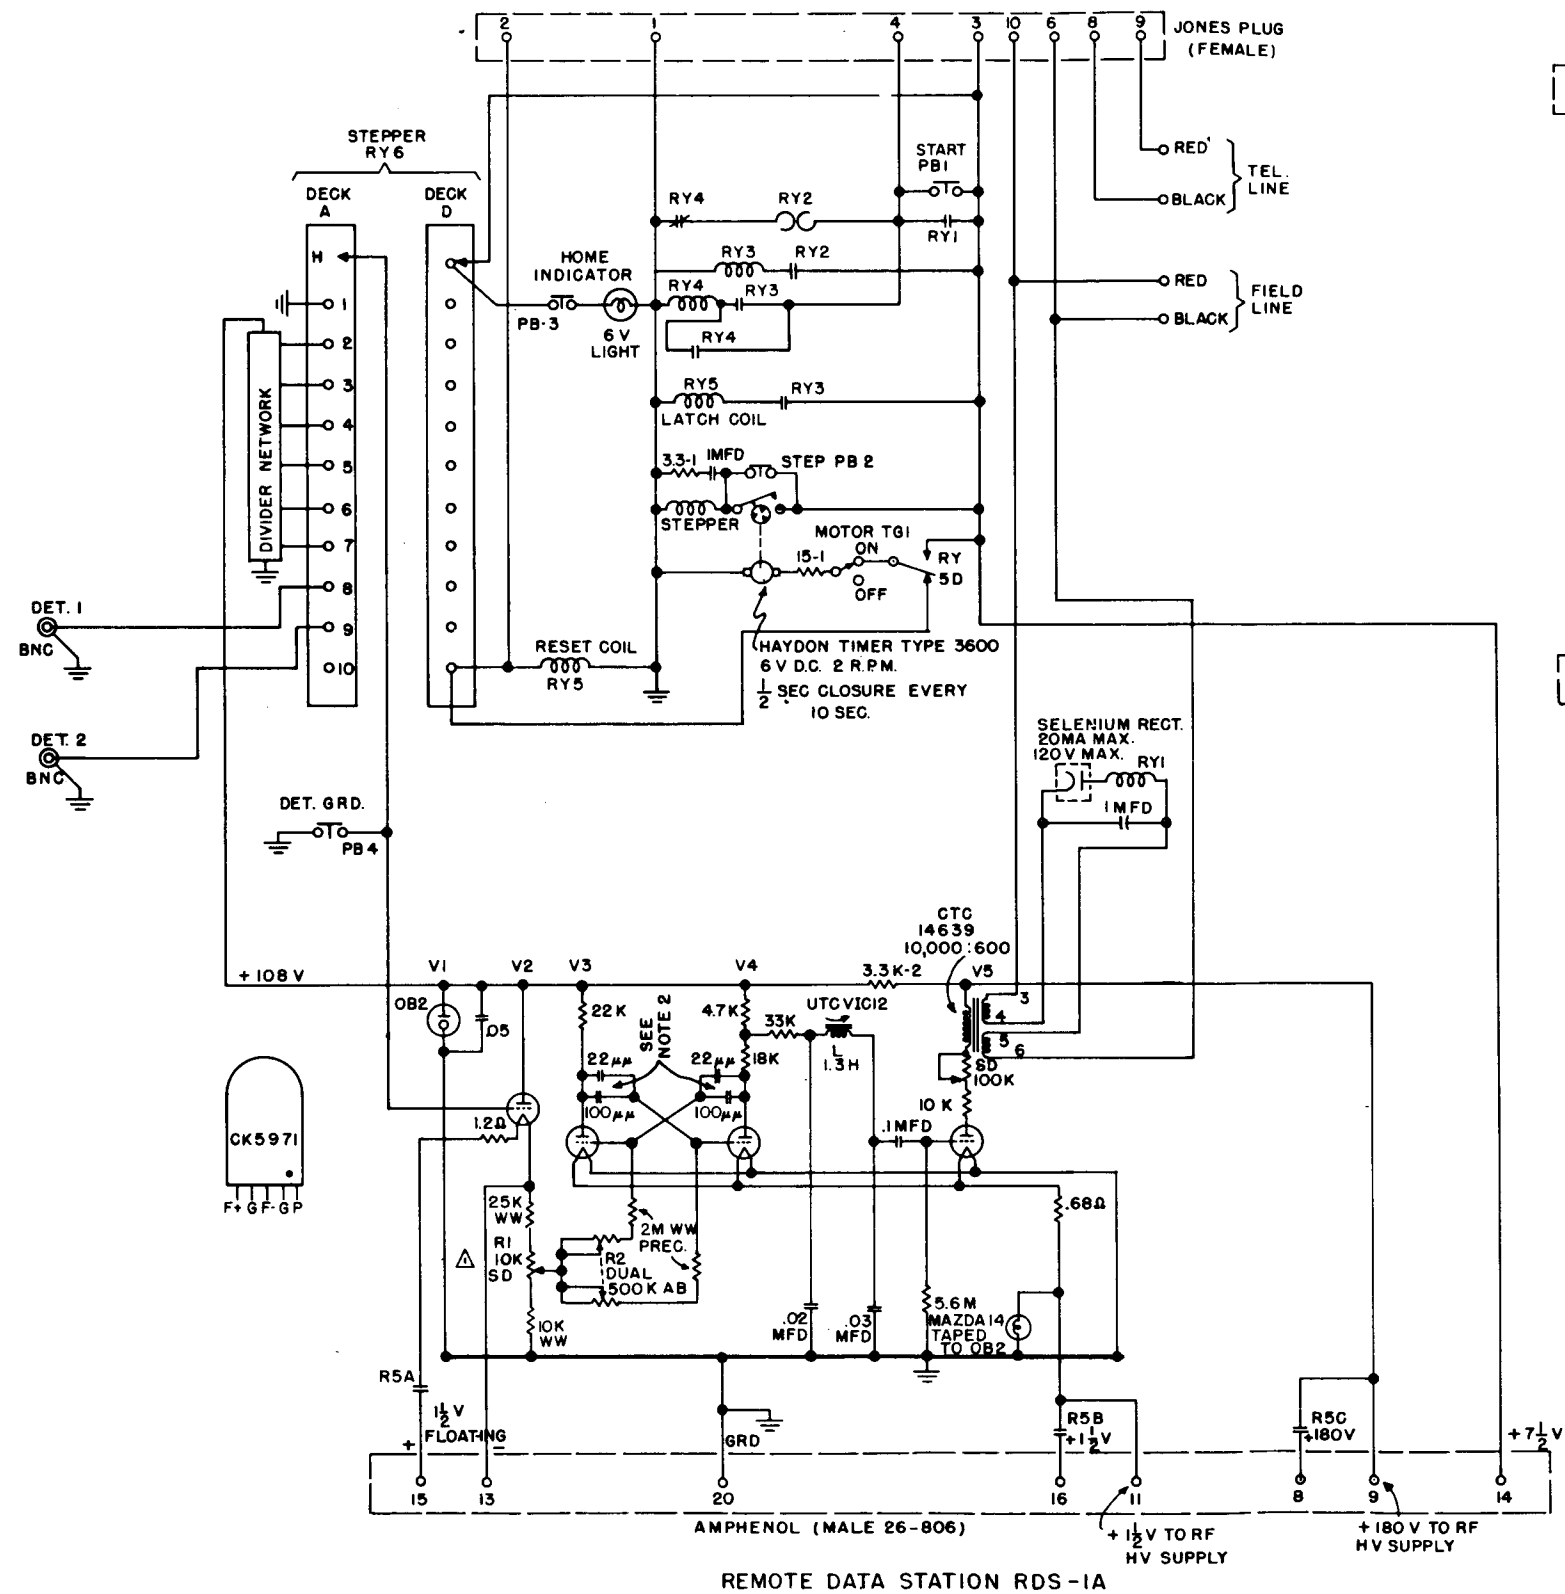 2 1 4 3 10 6 8 9
JONES PLUG
(FEMALE)
STEPPER
RY6
DECK
A
DECK
D
START
PB1
RED
BLACK
TEL.
LINE
RY4
RY2
RY1
H
HOME
INDICATOR
RY3
RY2
RED
BLACK
FIELD
LINE
PB-3
6 V
LIGHT
RY4
RY3
RY4
1
2
3
4
5
6
7
8
9
10
DIVIDER NETWORK
RY5
RY3
LATCH COIL
3.3-1
1MFD
STEP PB 2
STEPPER
MOTOR TG1
ON
OFF
15-1
RY
5D
DET. 1
BNC
RESET COIL
RY5
HAYDON TIMER TYPE 3600
6 V D.C. 2 R.P.M.
1/2 SEC CLOSURE EVERY
10 SEC.
DET. 2
BNC
SELENIUM RECT.
20MA MAX.
120V MAX.
RY1
1MFD
DET. GRD.
PB4
CTC
14639
10,000:600
+108V
V1
V2
V3
V4
3.3K-2
V5
3
4
5
6
OB2
.05
22K
SEE
NOTE 2
4.7K
33K
UTC VIC12
L
1.3H
18K
SD
100K
22μμ
22μμ
100μμ
100μμ
10K
.1MFD
1.2Ω
CK5971
F+ G F- G P
25K
WW
R1
10K
SD
2M WW
PREC.
R2
DUAL
500K AB
.68Ω
10K
WW
.02
MFD
.03
MFD
5.6M
MAZDA 14
TAPED
TO OB2
R5A
1 1/2 V
FLOATING
+ -
GRD
R5B
+1 1/2 V
R5C
+180V
+7 1/2 V
15 13 20 16 11 8 9 14
AMPHENOL (MALE 26-806)
+1 1/2 V TO RF
HV SUPPLY
+180 V TO RF
HV SUPPLY
REMOTE DATA STATION RDS-1A